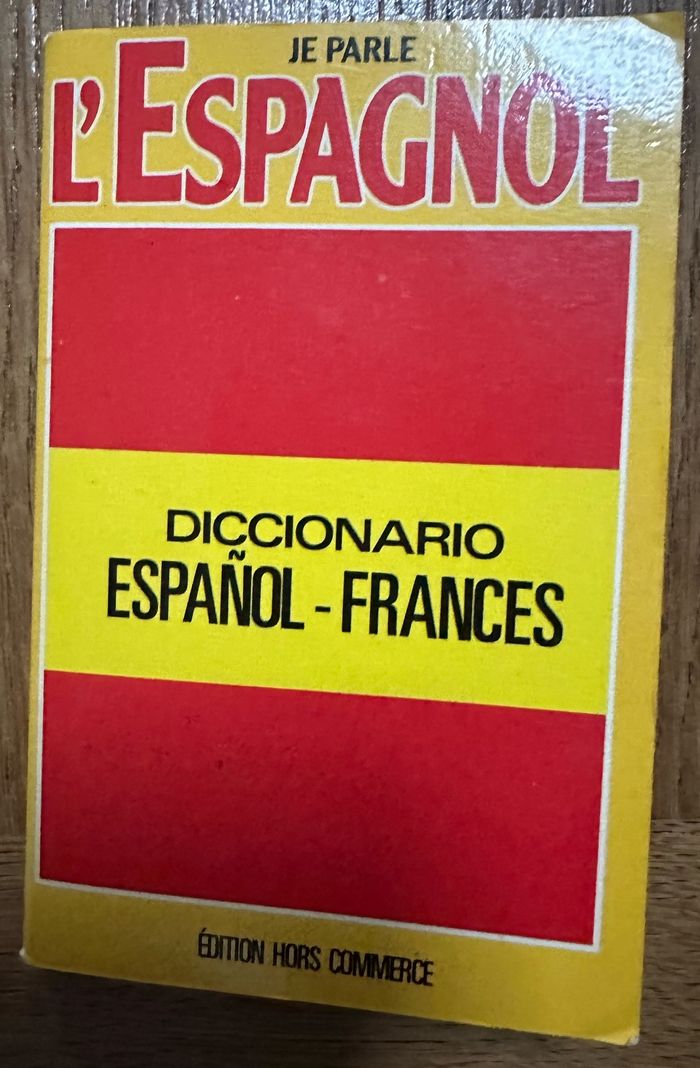 JE PARLE
L'ESPAGNOL
DICCIONARIO
ESPAÑOL - FRANCES
ÉDITION HORS COMMERCE